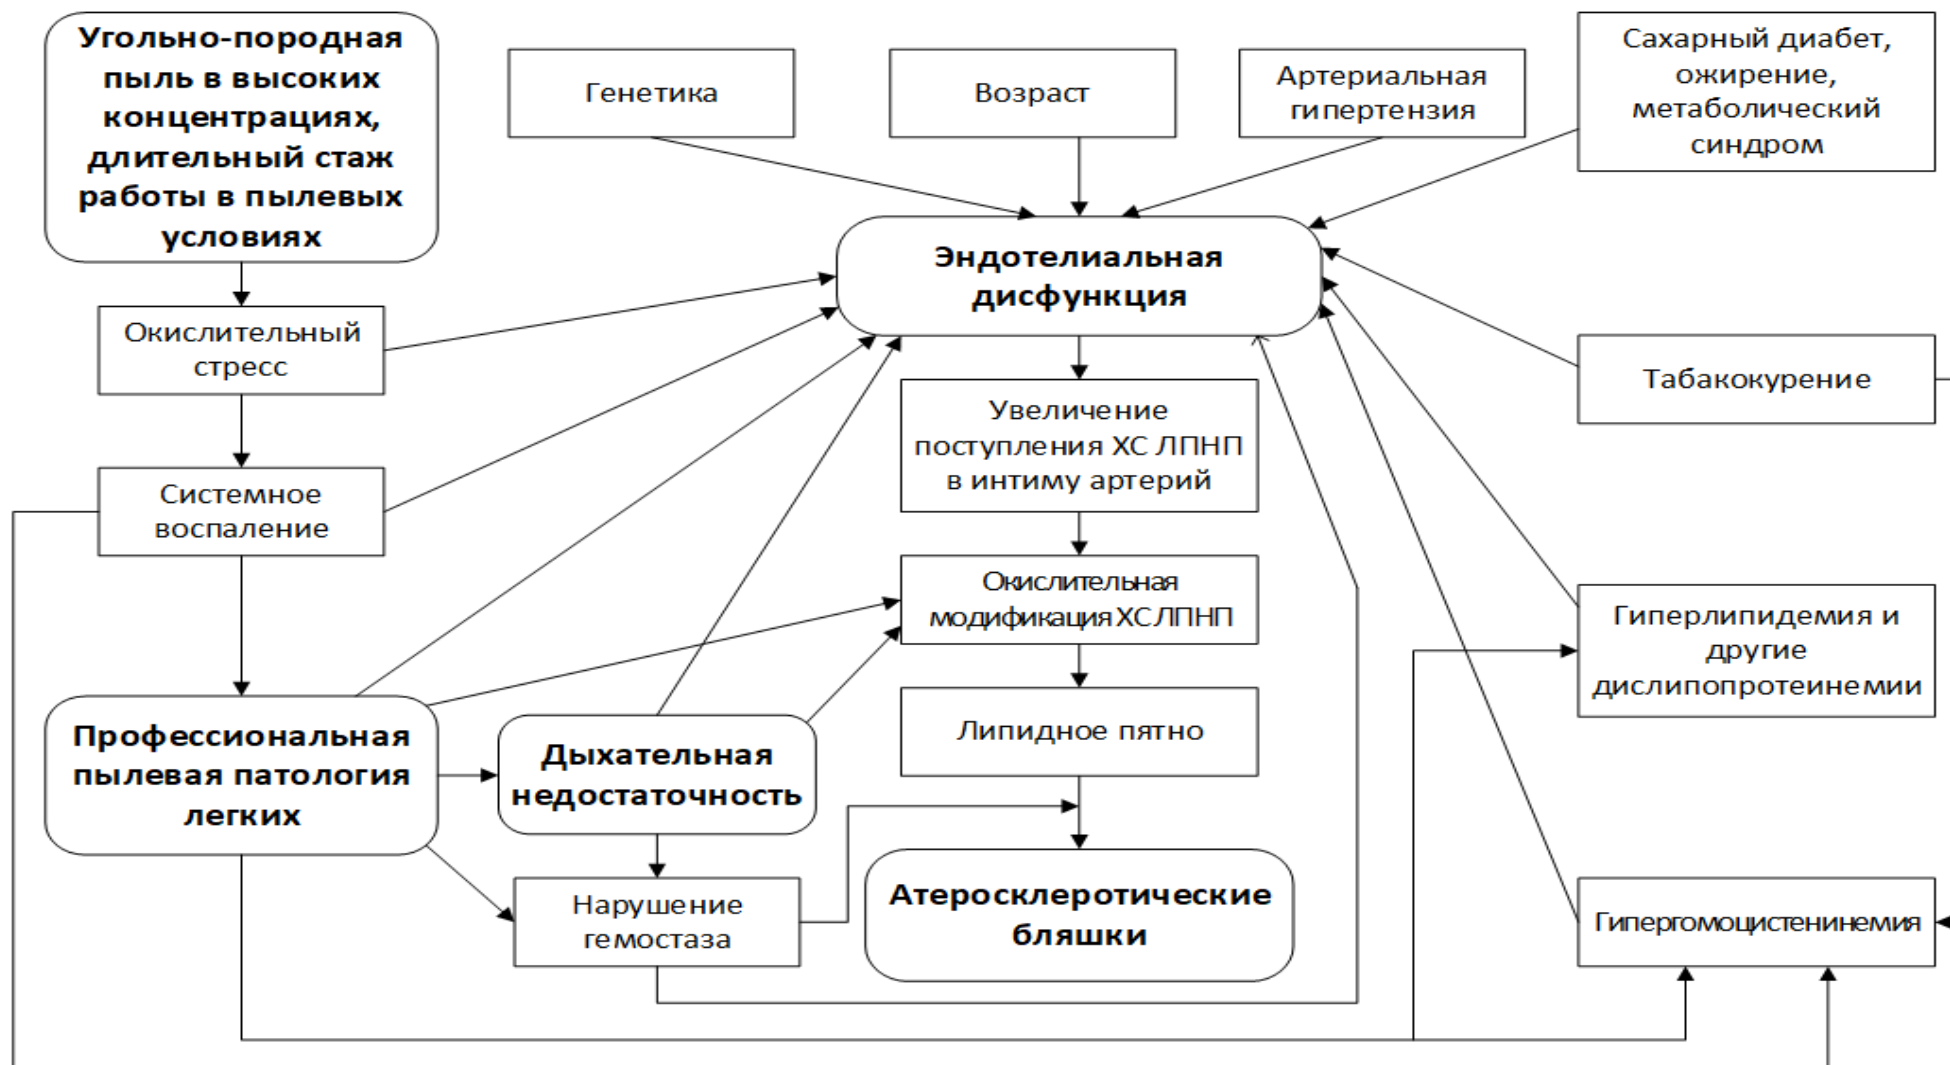 Угольно-породная
пыль в высоких
концентрациях,
длительный стаж
работы в пылевых
условиях
Генетика
Возраст
Артериальная
гипертензия
Сахарный диабет,
ожирение,
метаболический
синдром
Эндотелиальная
дисфункция
Окислительный
стресс
Табакокурение
Увеличение
поступления ХС ЛПНП
в интиму артерий
Системное
воспаление
Окислительная
модификация ХС ЛПНП
Гиперлипидемия и
другие
дислипопротеинемии
Липидное пятно
Профессиональная
пылевая патология
легких
Дыхательная
недостаточность
Нарушение
гемостаза
Атеросклеротические
бляшки
Гипергомоцистенинемия